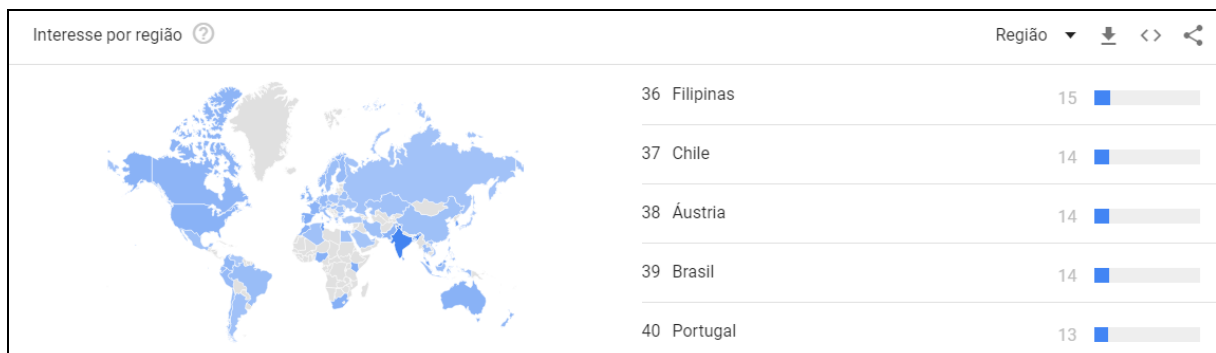 Interesse por região
Região
36 Filipinas 15
37 Chile 14
38 Áustria 14
39 Brasil 14
40 Portugal 13